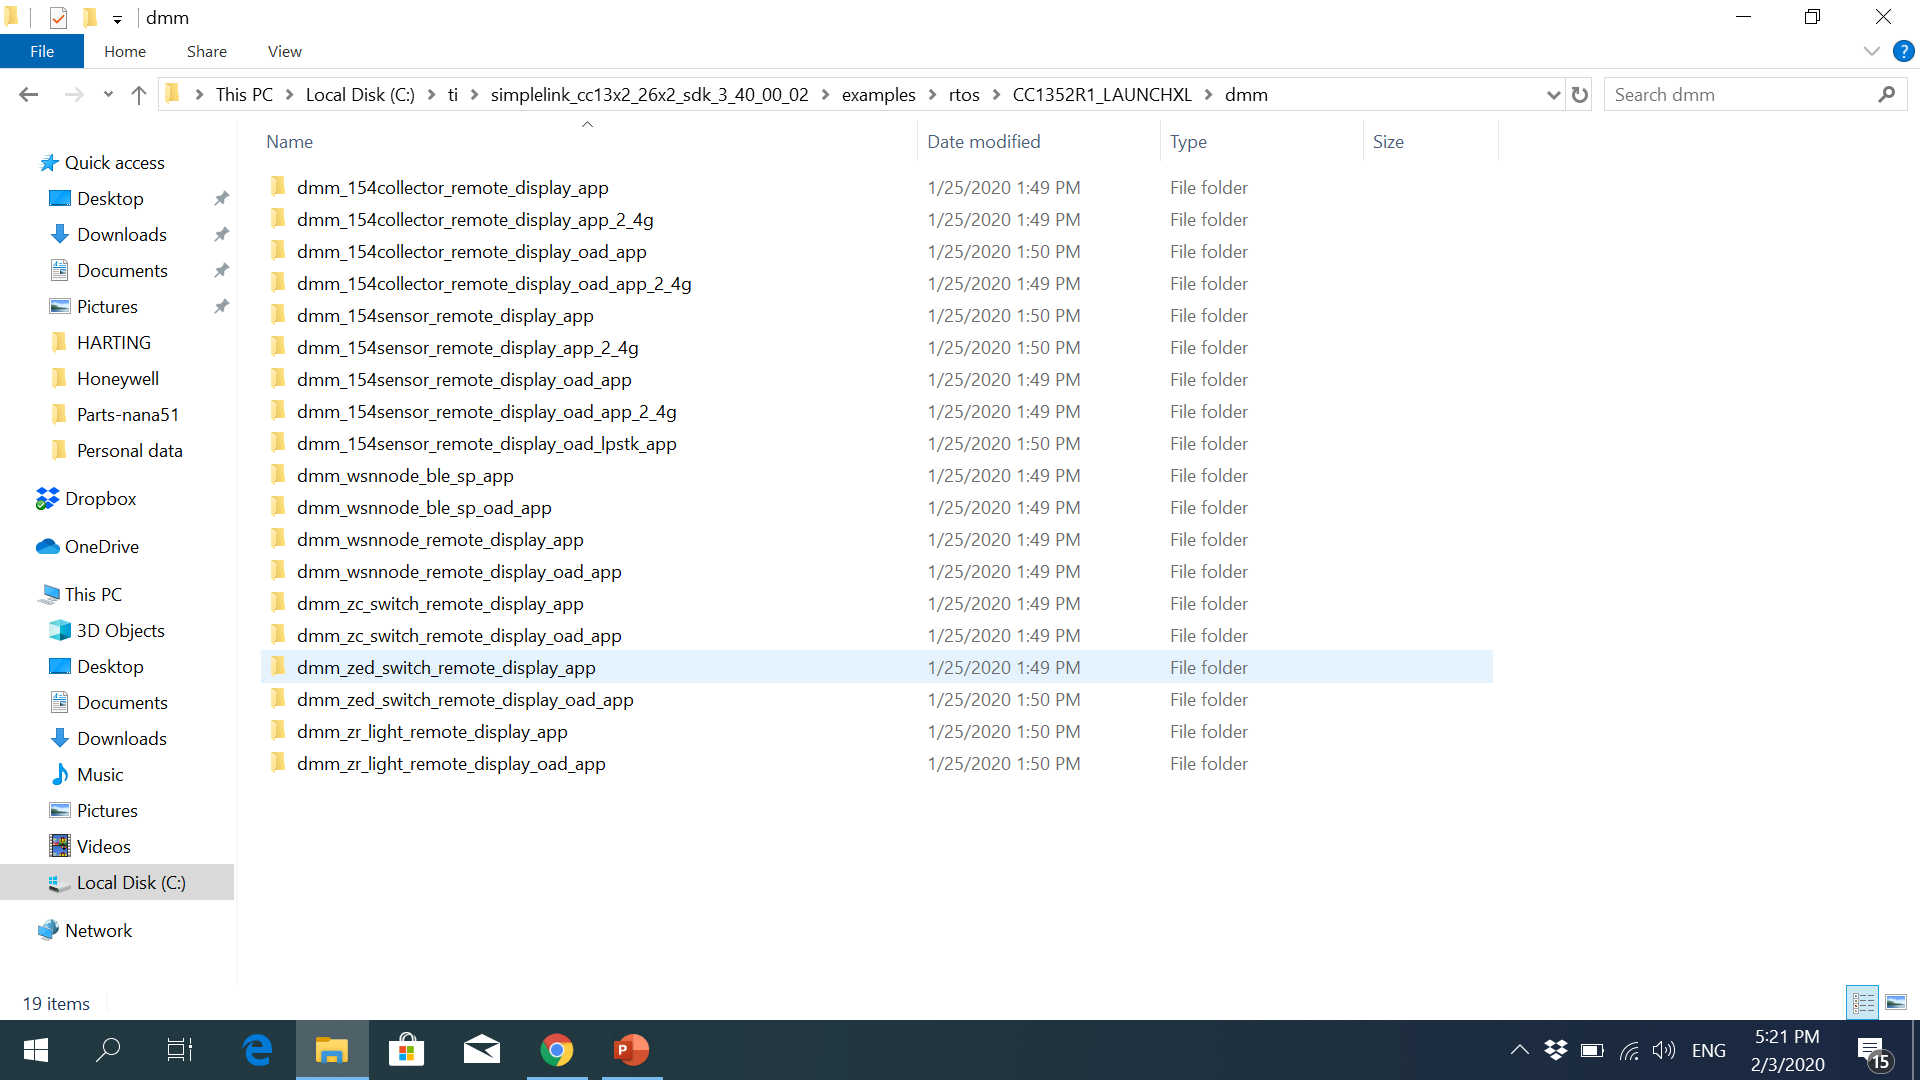 dmm
File Home Share View
This PC Local Disk (C:) ti simplelink_cc13x2_26x2_sdk_3_40_00_02 examples rtos CC1352R1_LAUNCHXL dmm Search dmm
Name Date modified Type Size
Quick access
Desktop
Downloads
Documents
Pictures
HARTING
Honeywell
Parts-nana51
Personal data
Dropbox
OneDrive
This PC
3D Objects
Desktop
Documents
Downloads
Music
Pictures
Videos
Local Disk (C:)
Network
dmm_154collector_remote_display_app 1/25/2020 1:49 PM File folder
dmm_154collector_remote_display_app_2_4g 1/25/2020 1:49 PM File folder
dmm_154collector_remote_display_oad_app 1/25/2020 1:50 PM File folder
dmm_154collector_remote_display_oad_app_2_4g 1/25/2020 1:49 PM File folder
dmm_154sensor_remote_display_app 1/25/2020 1:50 PM File folder
dmm_154sensor_remote_display_app_2_4g 1/25/2020 1:50 PM File folder
dmm_154sensor_remote_display_oad_app 1/25/2020 1:49 PM File folder
dmm_154sensor_remote_display_oad_app_2_4g 1/25/2020 1:49 PM File folder
dmm_154sensor_remote_display_oad_lpstk_app 1/25/2020 1:50 PM File folder
dmm_wsnnode_ble_sp_app 1/25/2020 1:49 PM File folder
dmm_wsnnode_ble_sp_oad_app 1/25/2020 1:49 PM File folder
dmm_wsnnode_remote_display_app 1/25/2020 1:49 PM File folder
dmm_wsnnode_remote_display_oad_app 1/25/2020 1:49 PM File folder
dmm_zc_switch_remote_display_app 1/25/2020 1:49 PM File folder
dmm_zc_switch_remote_display_oad_app 1/25/2020 1:49 PM File folder
dmm_zed_switch_remote_display_app 1/25/2020 1:49 PM File folder
dmm_zed_switch_remote_display_oad_app 1/25/2020 1:50 PM File folder
dmm_zr_light_remote_display_app 1/25/2020 1:50 PM File folder
dmm_zr_light_remote_display_oad_app 1/25/2020 1:50 PM File folder
19 items
ENG
5:21 PM
2/3/2020
15